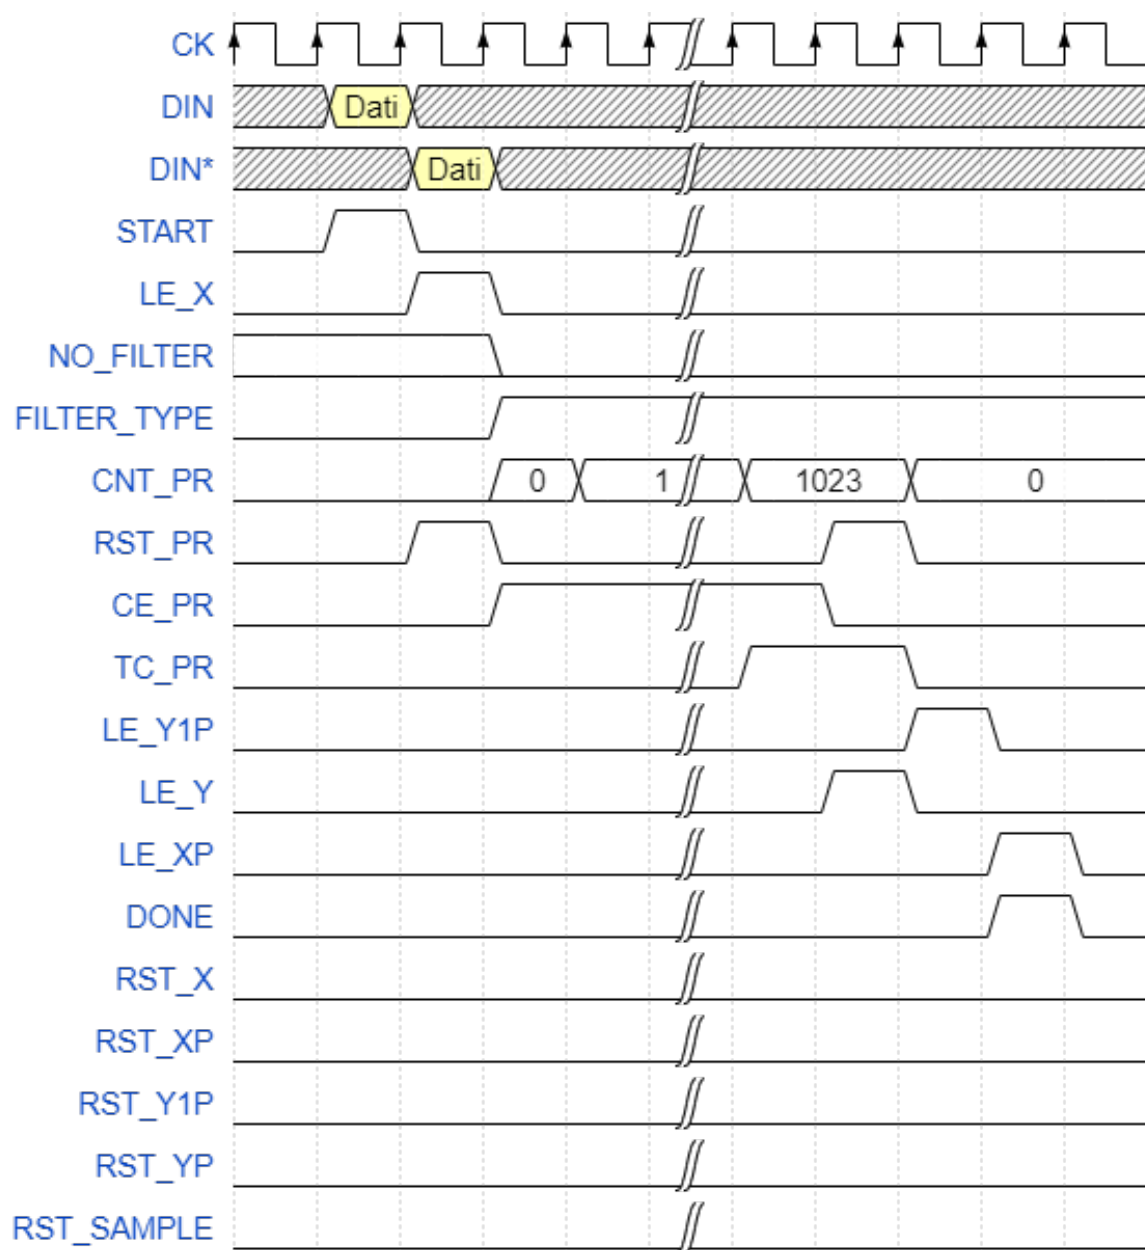 CK
DIN Dati
DIN* Dati
START
LE_X
NO_FILTER
FILTER_TYPE
CNT_PR 0 1 1023 0
RST_PR
CE_PR
TC_PR
LE_Y1P
LE_Y
LE_XP
DONE
RST_X
RST_XP
RST_Y1P
RST_YP
RST_SAMPLE